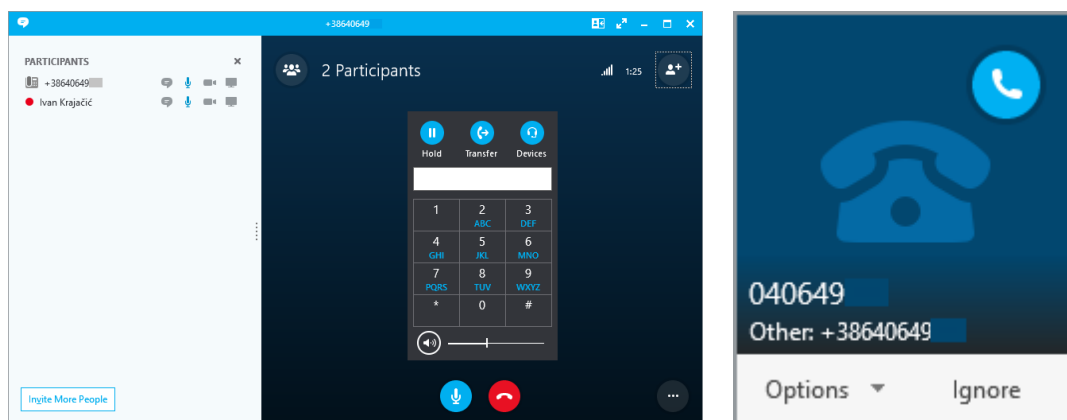 +38640649
PARTICIPANTS
+38640649
Ivan Krajačić
Invite More People
2 Participants
1:25
Hold Transfer Devices
1 2 3
ABC DEF
4 5 6
GHI JKL MNO
7 8 9
PQRS TUV WXYZ
* 0 #
040649
Other: +38640649
Options Ignore